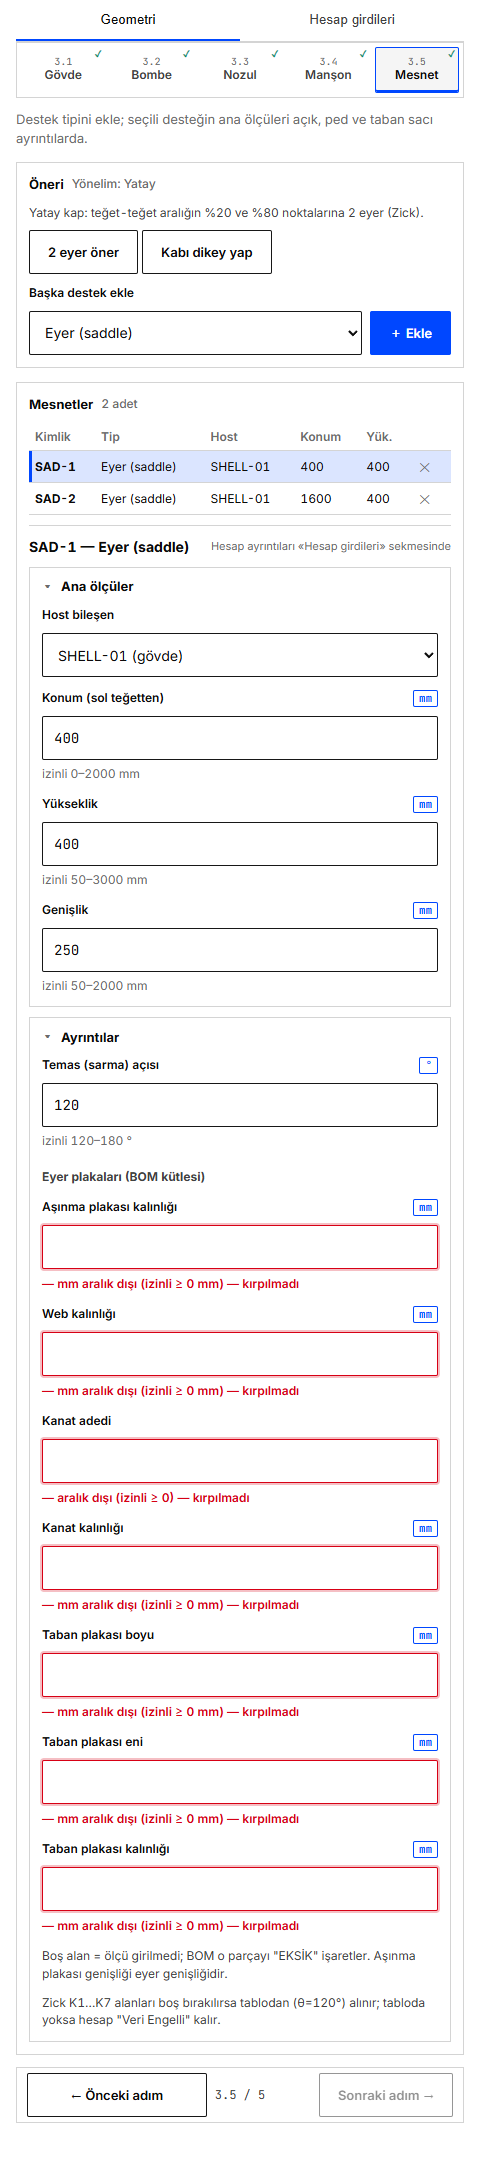 Geometri
Hesap girdileri
3.1 ✓
Gövde
3.2 ✓
Bombe
3.3 ✓
Nozul
3.4 ✓
Manşon
3.5 ✓
Mesnet
Destek tipini ekle; seçili desteğin ana ölçüleri açık, ped ve taban sacı
ayrıntılarda.
Öneri Yönelim: Yatay
Yatay kap: teğet-teğet aralığın %20 ve %80 noktalarına 2 eyer (Zick).
2 eyer öner
Kabı dikey yap
Başka destek ekle
Eyer (saddle)
+ Ekle
Mesnetler 2 adet
Kimlik Tip Host Konum Yük.
SAD-1 Eyer (saddle) SHELL-01 400 400 ×
SAD-2 Eyer (saddle) SHELL-01 1600 400 ×
SAD-1 — Eyer (saddle) Hesap ayrıntıları «Hesap girdileri» sekmesinde
Ana ölçüler
Host bileşen
SHELL-01 (gövde)
Konum (sol teğetten) mm
400
izinli 0–2000 mm
Yükseklik mm
400
izinli 50–3000 mm
Genişlik mm
250
izinli 50–2000 mm
Ayrıntılar
Temas (sarma) açısı °
120
izinli 120–180 °
Eyer plakaları (BOM kütlesi)
Aşınma plakası kalınlığı mm
— mm aralık dışı (izinli ≥ 0 mm) — kırpılmadı
Web kalınlığı mm
— mm aralık dışı (izinli ≥ 0 mm) — kırpılmadı
Kanat adedi
— aralık dışı (izinli ≥ 0) — kırpılmadı
Kanat kalınlığı mm
— mm aralık dışı (izinli ≥ 0 mm) — kırpılmadı
Taban plakası boyu mm
— mm aralık dışı (izinli ≥ 0 mm) — kırpılmadı
Taban plakası eni mm
— mm aralık dışı (izinli ≥ 0 mm) — kırpılmadı
Taban plakası kalınlığı mm
— mm aralık dışı (izinli ≥ 0 mm) — kırpılmadı
Boş alan = ölçü girilmedi; BOM o parçayı "EKSİK" işaretler. Aşınma
plakası genişliği eyer genişliğidir.
Zick K1…K7 alanları boş bırakılırsa tablodan (θ=120°) alınır; tabloda
yoksa hesap "Veri Engelli" kalır.
← Önceki adım
3.5 / 5
Sonraki adım →